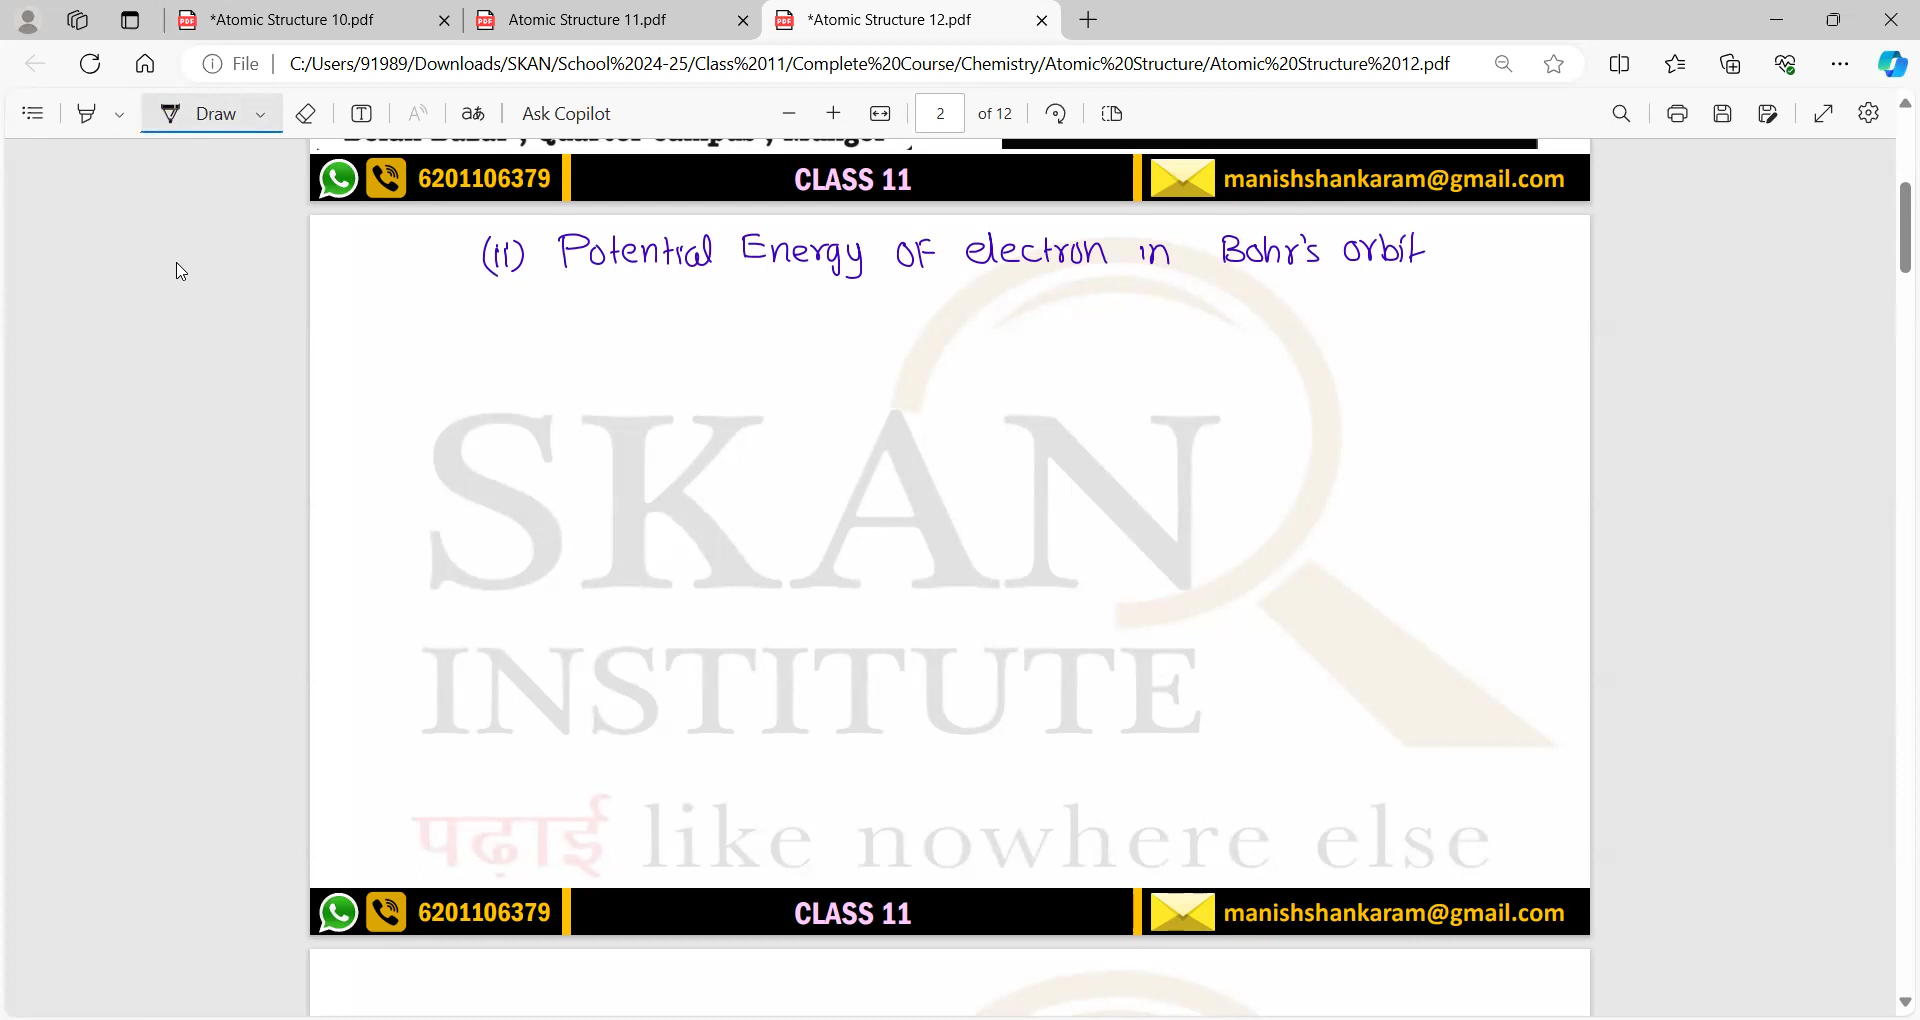 *Atomic Structure 10.pdf
Atomic Structure 11.pdf
*Atomic Structure 12.pdf
File
C:/Users/91989/Downloads/SKAN/School%2024-25/Class%2011/Complete%20Course/Chemistry/Atomic%20Structure/Atomic%20Structure%2012.pdf
Draw
T
A
aあ
Ask Copilot
2 of 12
6201106379 CLASS 11 manishshankaram@gmail.com
(ii) Potential Energy OF electron in Bohr's orbit
SKAN
INSTITUTE
पढ़ाई like nowhere else
6201106379 CLASS 11 manishshankaram@gmail.com